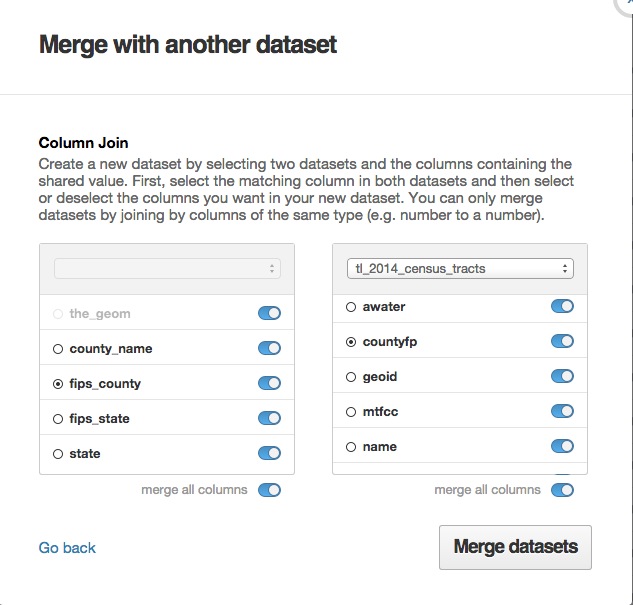 Merge with another dataset
Column Join
Create a new dataset by selecting two datasets and the columns containing the
shared value. First, select the matching column in both datasets and then select
or deselect the columns you want in your new dataset. You can only merge
datasets by joining by columns of the same type (e.g. number to a number).
the_geom
county_name
fips_county
fips_state
state
merge all columns
tl_2014_census_tracts
awater
countyfp
geoid
mtfcc
name
merge all columns
Go back
Merge datasets